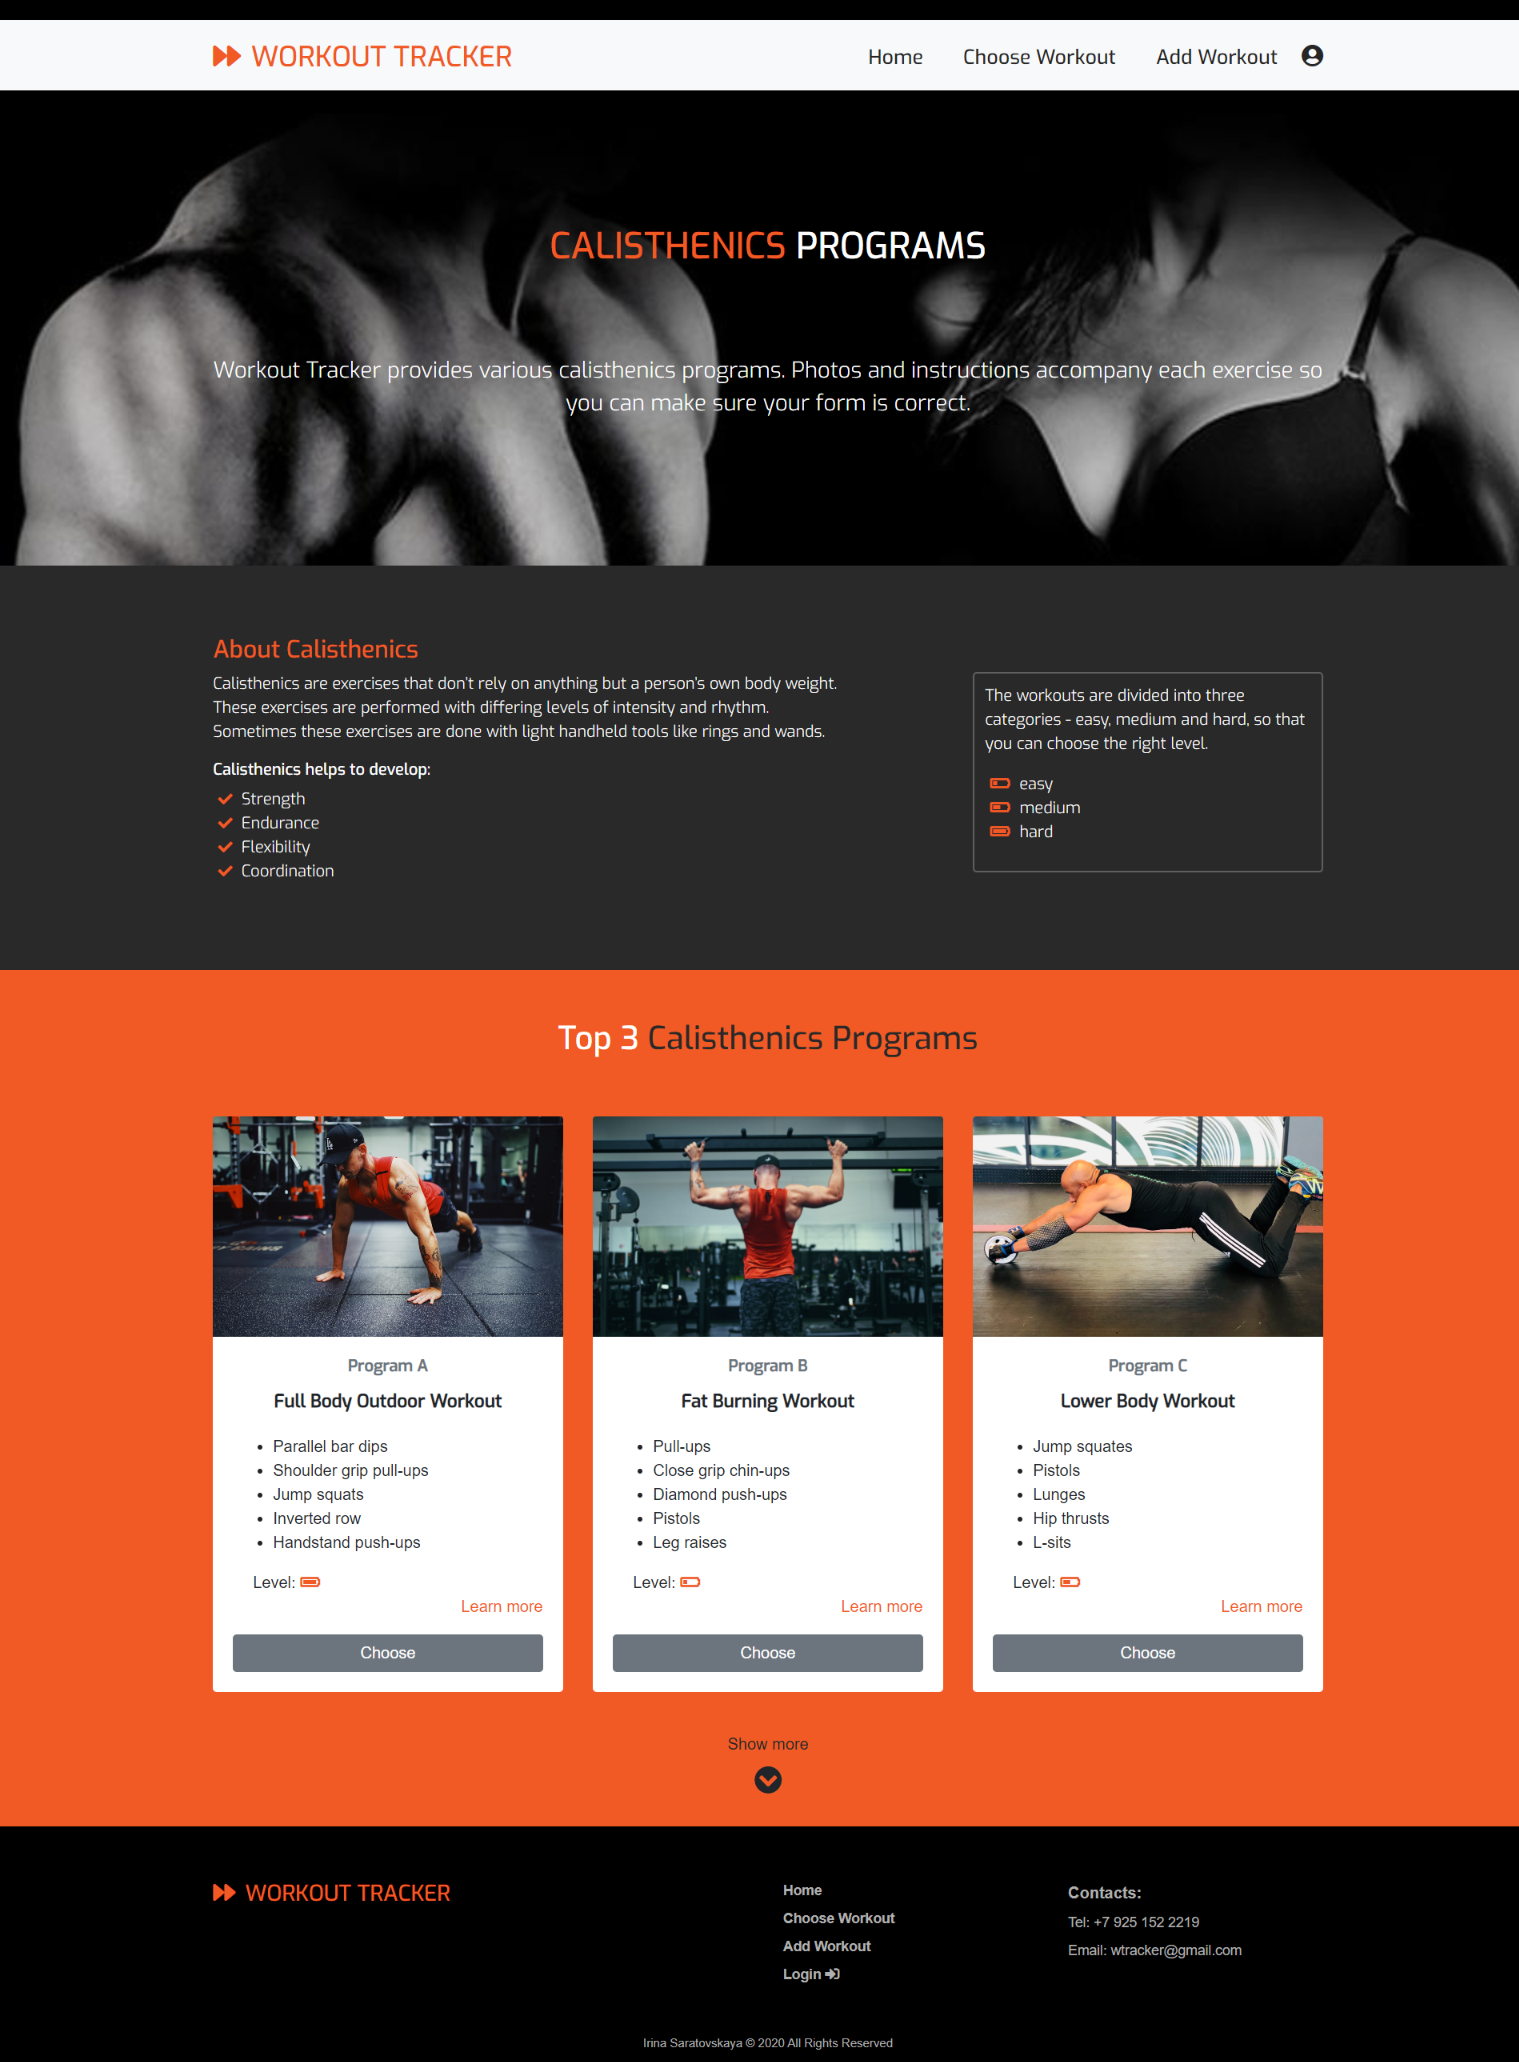 WORKOUT TRACKER
Home
Choose Workout
Add Workout
CALISTHENICS PROGRAMS
Workout Tracker provides various calisthenics programs. Photos and instructions accompany each exercise so
you can make sure your form is correct.
About Calisthenics
Calisthenics are exercises that don't rely on anything but a person's own body weight.
These exercises are performed with differing levels of intensity and rhythm.
Sometimes these exercises are done with light handheld tools like rings and wands.
Calisthenics helps to develop:
Strength
Endurance
Flexibility
Coordination
The workouts are divided into three
categories - easy, medium and hard, so that
you can choose the right level.
easy
medium
hard
Top 3 Calisthenics Programs
Program A
Full Body Outdoor Workout
• Parallel bar dips
• Shoulder grip pull-ups
• Jump squats
• Inverted row
• Handstand push-ups
Level:
Learn more
Choose
Program B
Fat Burning Workout
• Pull-ups
• Close grip chin-ups
• Diamond push-ups
• Pistols
• Leg raises
Level:
Learn more
Choose
Program C
Lower Body Workout
• Jump squates
• Pistols
• Lunges
• Hip thrusts
• L-sits
Level:
Learn more
Choose
Show more
WORKOUT TRACKER
Home
Choose Workout
Add Workout
Login
Contacts:
Tel: +7 925 152 2219
Email: wtracker@gmail.com
Irina Saratovskaya © 2020 All Rights Reserved